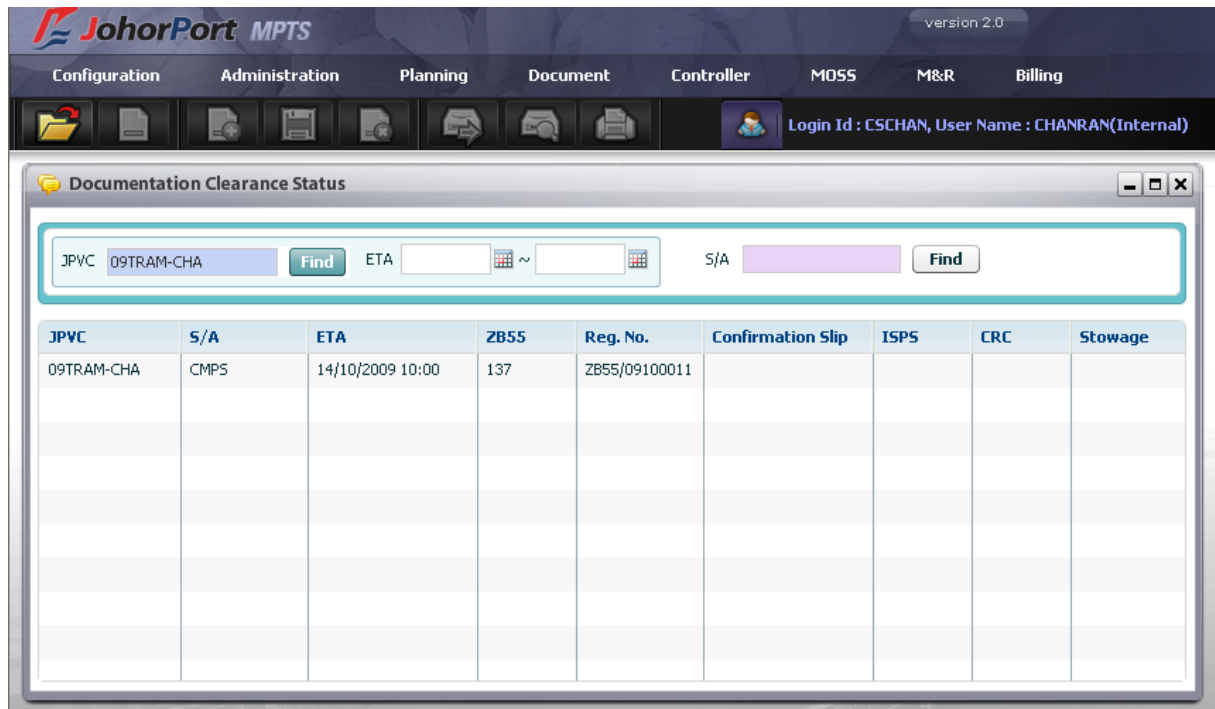 JohorPort MPTS version 2.0
Configuration Administration Planning Document Controller MOSS M&R Billing
Login Id : CSCHAN, User Name : CHANRAN(Internal)
Documentation Clearance Status
JPVC 09TRAM-CHA Find ETA ~ S/A Find
JPVC S/A ETA ZB55 Reg. No. Confirmation Slip ISPS CRC Stowage
09TRAM-CHA CMPS 14/10/2009 10:00 137 ZB55/09100011